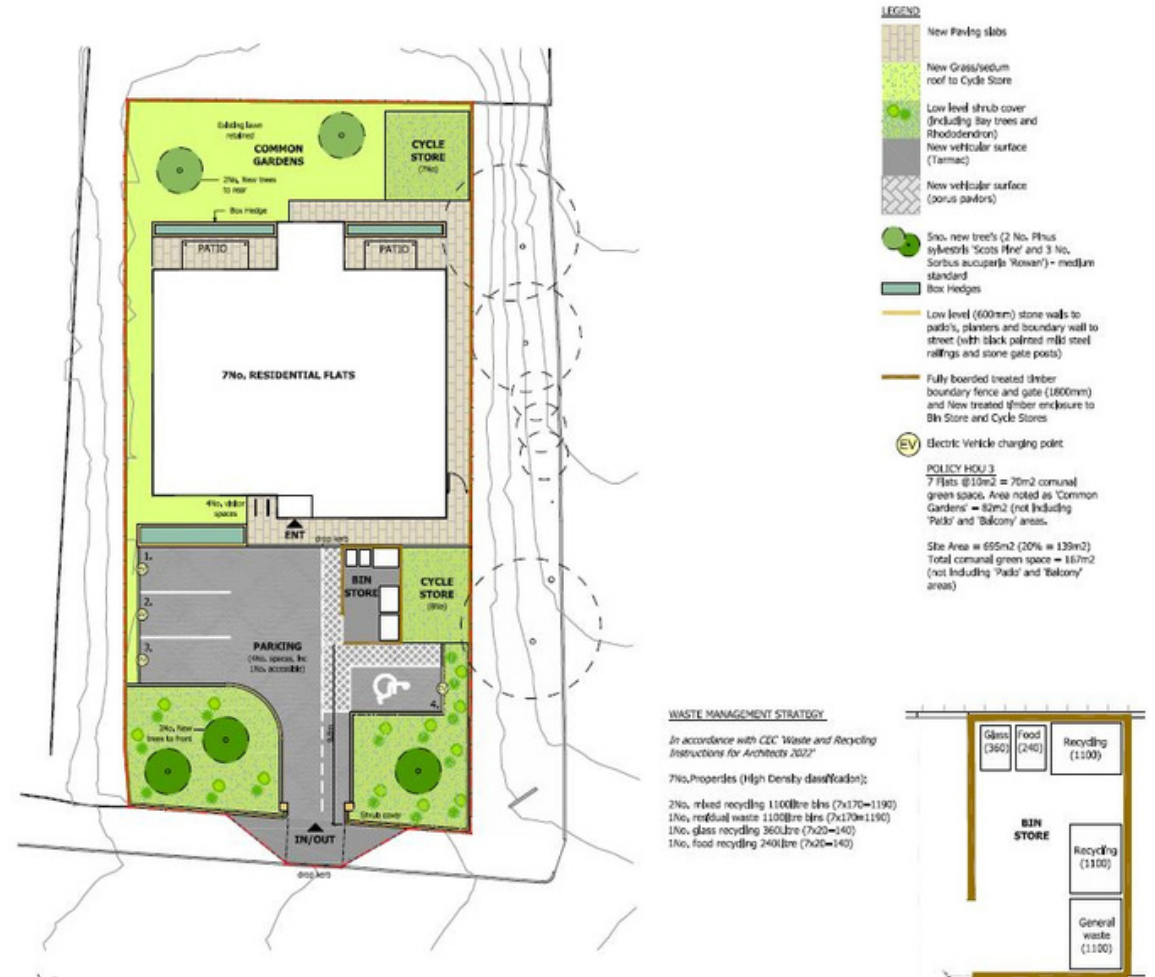 LEGEND
New Paving slabs
New Grass/sedum
roof to Cycle Store
Low level shrub cover
(including Bay trees and
Rhododendron)
New vehicular surface
(Tarmac)
New vehicular surface
(porus paviors)
5no. new tree's (2 No. Pinus
sylvestris 'Scots Pine' and 3 No.
Sorbus aucuparia 'Rowan') - medium
standard
Box Hedges
Low level (600mm) stone walls to
patio's, planters and boundary wall to
street (with black painted mild steel
railings and stone gate posts)
Fully boarded treated timber
boundary fence and gate (1800mm)
and New treated timber enclosure to
Bin Store and Cycle Stores
EV
Electric Vehicle charging point
POLICY HOU 3
7 Flats @10m2 = 70m2 comunal
green space. Area noted as 'Common
Gardens' = 82m2 (not including
'Patio' and 'Balcony' areas.
Site Area = 695m2 (20% = 139m2)
Total comunal green space = 167m2
(not including 'Patio' and 'Balcony'
areas)
Existing lawn
retained
COMMON
GARDENS
CYCLE
STORE
(7No)
2No. New trees
to rear
Box Hedge
PATIO
PATIO
7No. RESIDENTIAL FLATS
4No. visitor
spaces
ENT
drop kerb
1.
2.
3.
BIN
STORE
CYCLE
STORE
(8No)
PARKING
(4No. spaces, inc
1No. accessible)
4.
3No. New
trees to front
Shrub cover
IN/OUT
drop kerb
WASTE MANAGEMENT STRATEGY
In accordance with CEC 'Waste and Recycling
Instructions for Architects 2022'
7No.Properties (High Density classification);
2No. mixed recycling 1100litre bins (7x170=1190)
1No. residual waste 1100litre bins (7x170=1190)
1No. glass recycling 360Litre (7x20=140)
1No. food recycling 240litre (7x20=140)
Glass
(360)
Food
(240)
Recycling
(1100)
BIN
STORE
Recycling
(1100)
General
waste
(1100)